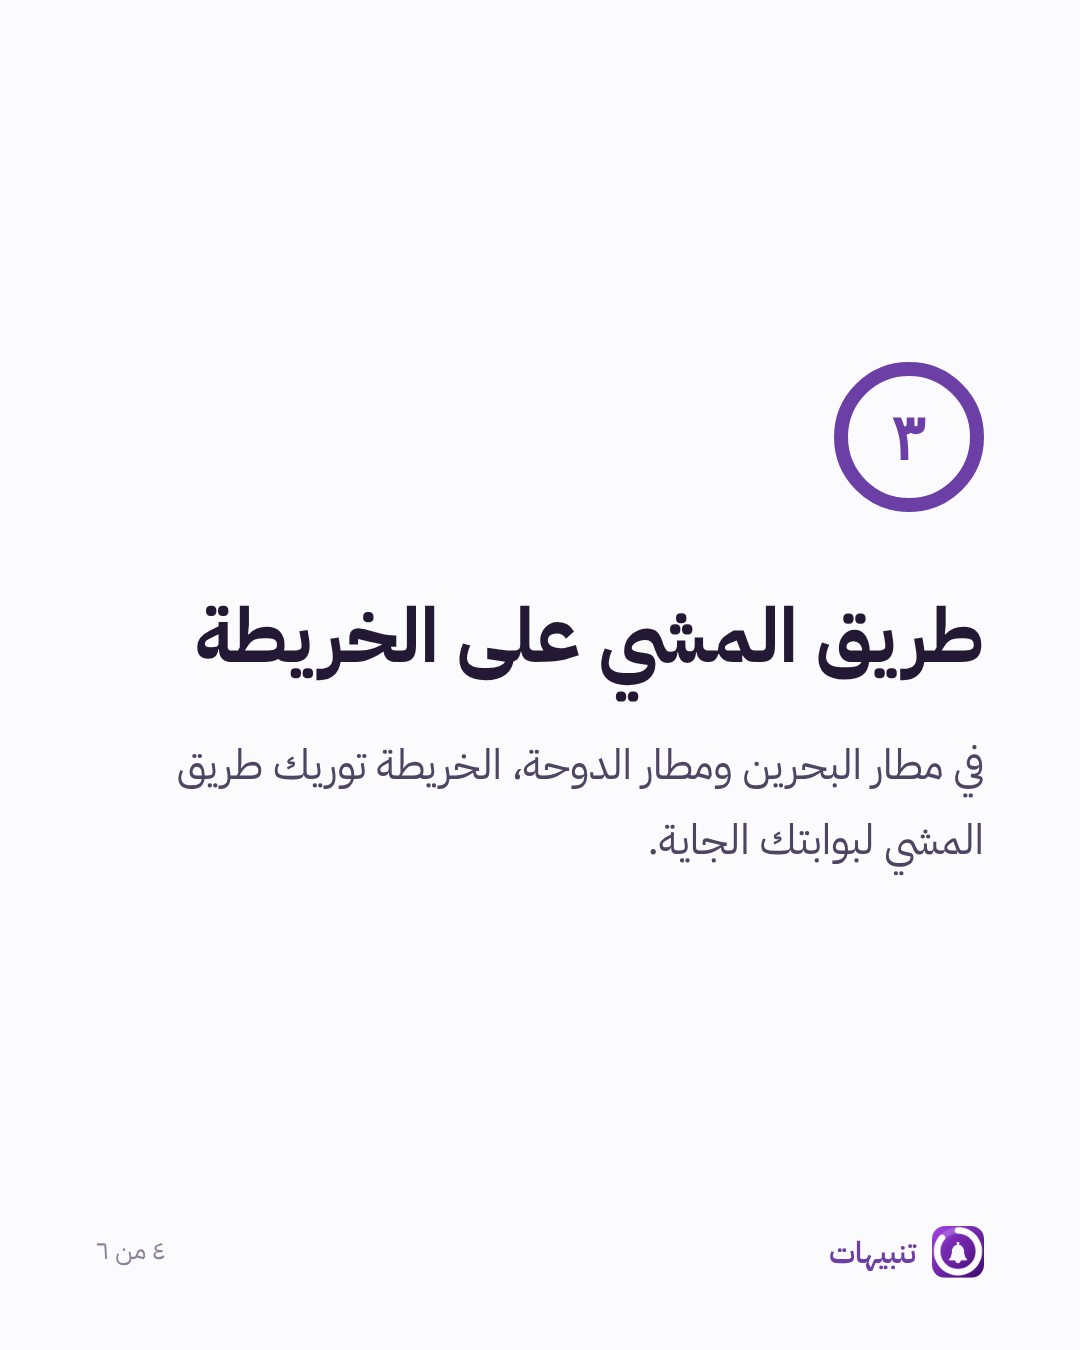 ٣
طريق المشي على الخريطة
في مطار البحرين ومطار الدوحة، الخريطة توريك طريق
المشي لبوابتك الجاية.
تنبيهات
٤ من ٦